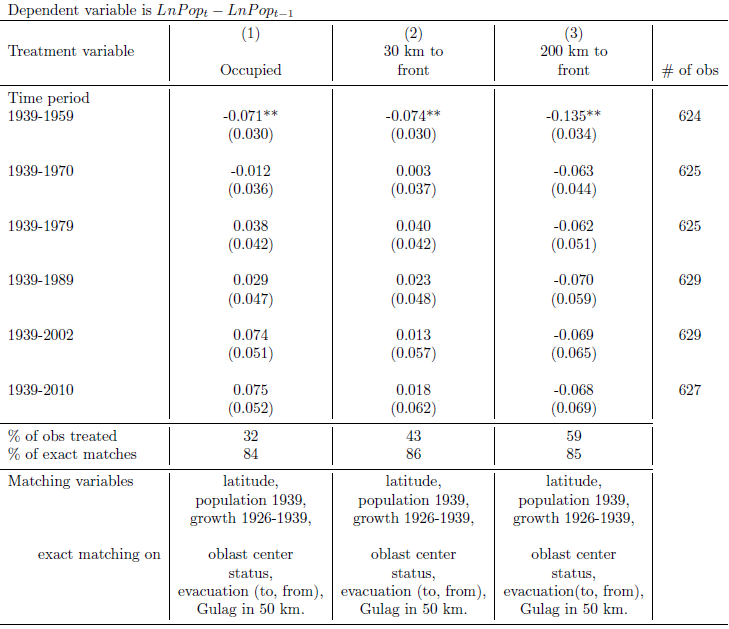 Dependent variable is LnPop_t − LnPop_{t−1}
(1) (2) (3)
Treatment variable 30 km to 200 km to
Occupied front front # of obs
Time period
1939-1959 -0.071** -0.074** -0.135** 624
(0.030) (0.030) (0.034)
1939-1970 -0.012 0.003 -0.063 625
(0.036) (0.037) (0.044)
1939-1979 0.038 0.040 -0.062 625
(0.042) (0.042) (0.051)
1939-1989 0.029 0.023 -0.070 629
(0.047) (0.048) (0.059)
1939-2002 0.074 0.013 -0.069 629
(0.051) (0.057) (0.065)
1939-2010 0.075 0.018 -0.068 627
(0.052) (0.062) (0.069)
% of obs treated 32 43 59
% of exact matches 84 86 85
Matching variables latitude, latitude, latitude,
population 1939, population 1939, population 1939,
growth 1926-1939, growth 1926-1939, growth 1926-1939,
exact matching on oblast center oblast center oblast center
status, status, status,
evacuation (to, from), evacuation (to, from), evacuation(to, from),
Gulag in 50 km. Gulag in 50 km. Gulag in 50 km.